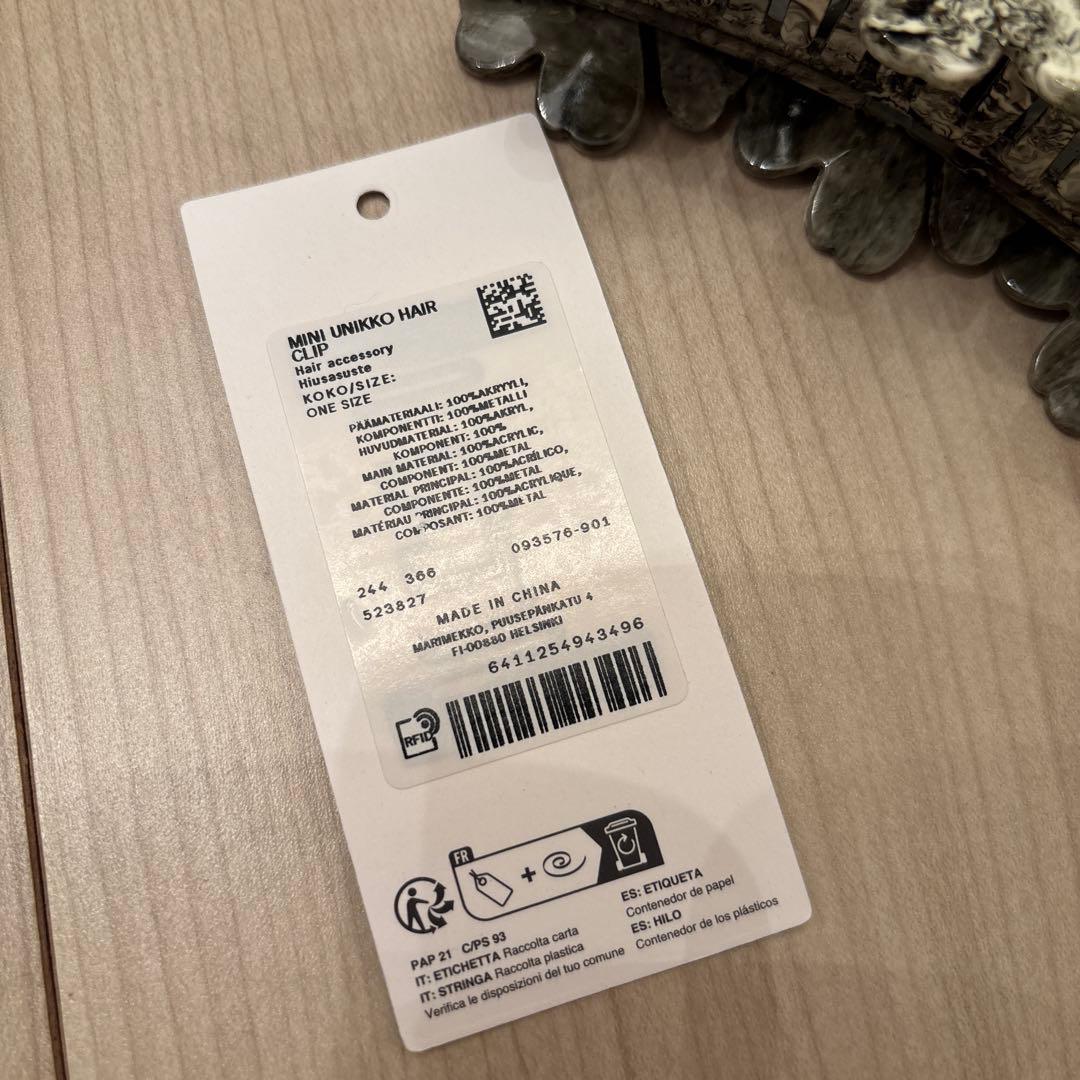 MINI UNIKKO HAIR
CLIP
Hair accessory
Hiusasuste
KOKO/SIZE:
ONE SIZE
PÄÄMATERIAALI: 100%AKRYYLI,
KOMPONENTTI: 100%METALLI
HUVUDMATERIAL: 100%AKRYL,
KOMPONENT: 100%
MAIN MATERIAL: 100%ACRYLIC,
COMPONENT: 100%METAL
MATERIAL PRINCIPAL: 100%ACRÍLICO,
COMPONENTE: 100%METAL
MATÉRIAU PRINCIPAL: 100%ACRYLIQUE,
COMPOSANT: 100%METAL
093576-901
244 366
523827
MADE IN CHINA
MARIMEKKO, PUUSEPÄNKATU 4
FI-00880 HELSINKI
6411254943496
RFID
FR
+
PAP 21 C/PS 93
IT: ETICHETTA Raccolta carta
IT: STRINGA Raccolta plastica
Verifica le disposizioni del tuo comune
ES: ETIQUETA
Contenedor de papel
ES: HILO
Contenedor de los plásticos